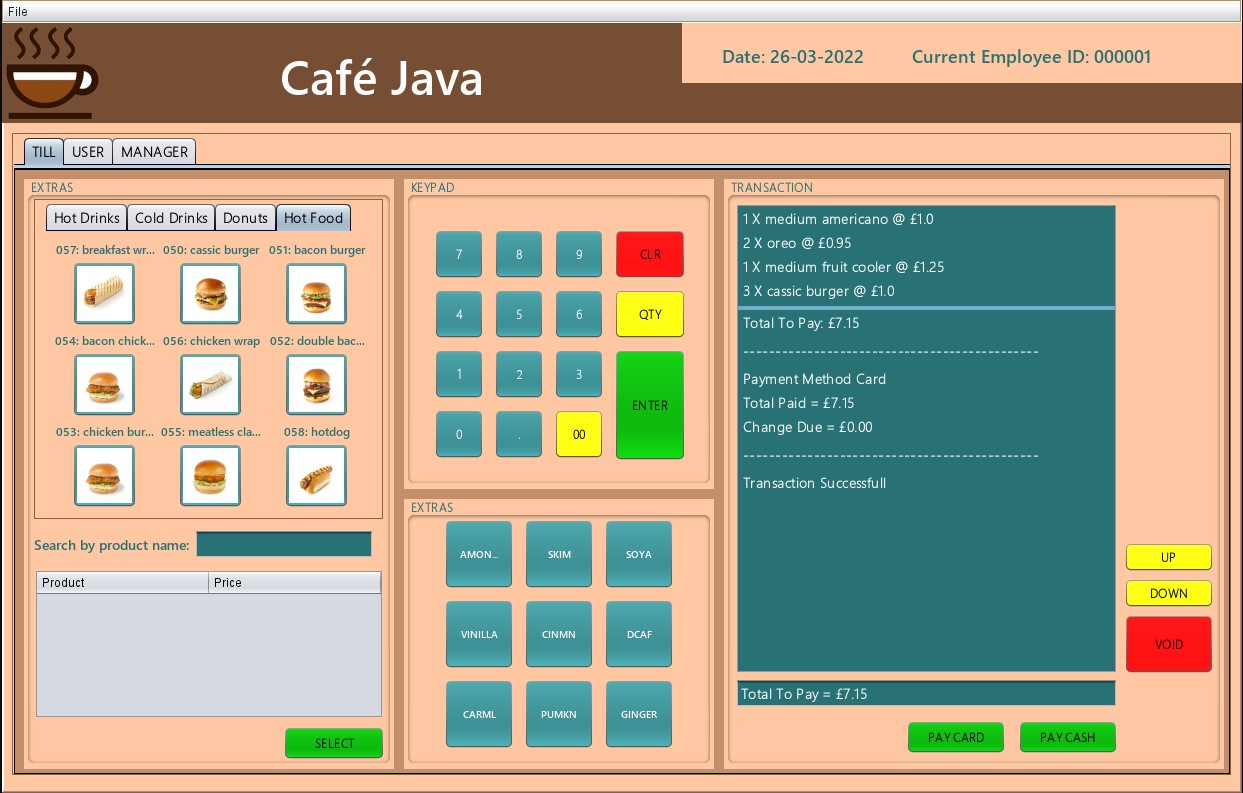 File
Café Java
Date: 26-03-2022
Current Employee ID: 000001
TILL USER MANAGER
EXTRAS
Hot Drinks Cold Drinks Donuts Hot Food
057: breakfast wr... 050: cassic burger 051: bacon burger
054: bacon chick... 056: chicken wrap 052: double bac...
053: chicken bur... 055: meatless cla... 058: hotdog
Search by product name:
Product Price
SELECT
KEYPAD
7 8 9 CLR
4 5 6 QTY
1 2 3 ENTER
0 . 00
EXTRAS
AMON... SKIM SOYA
VINILLA CINMN DCAF
CARML PUMKN GINGER
TRANSACTION
1 X medium americano @ £1.0
2 X oreo @ £0.95
1 X medium fruit cooler @ £1.25
3 X cassic burger @ £1.0
Total To Pay: £7.15
----------------------------------------------
Payment Method Card
Total Paid = £7.15
Change Due = £0.00
----------------------------------------------
Transaction Successfull
UP
DOWN
VOID
Total To Pay = £7.15
PAY CARD PAY CASH